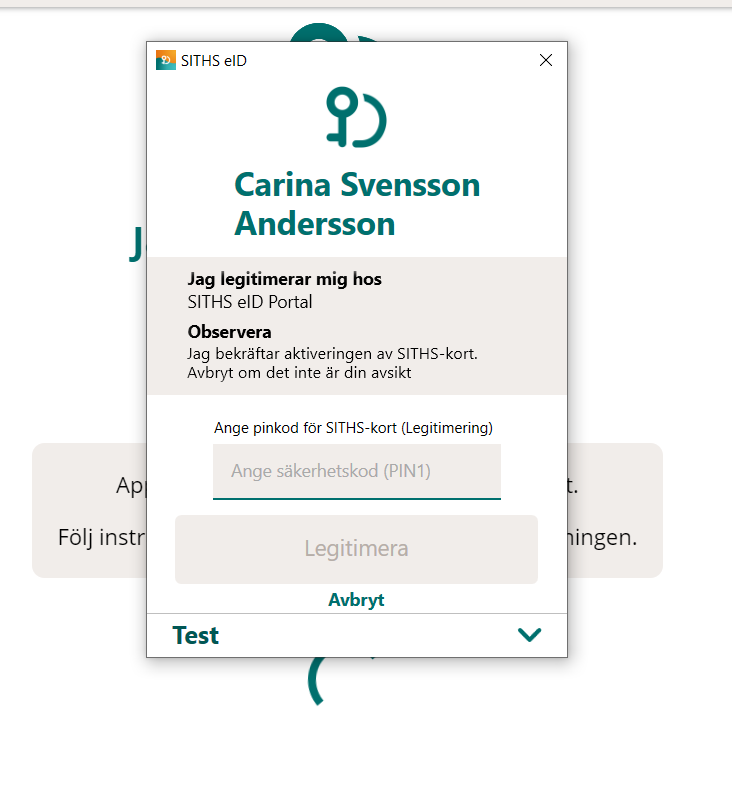 SITHS eID
Carina Svensson
Andersson
Jag legitimerar mig hos
SITHS eID Portal
Observera
Jag bekräftar aktiveringen av SITHS-kort.
Avbryt om det inte är din avsikt
Ange pinkod för SITHS-kort (Legitimering)
Ange säkerhetskod (PIN1)
Legitimera
Avbryt
Test
Följ